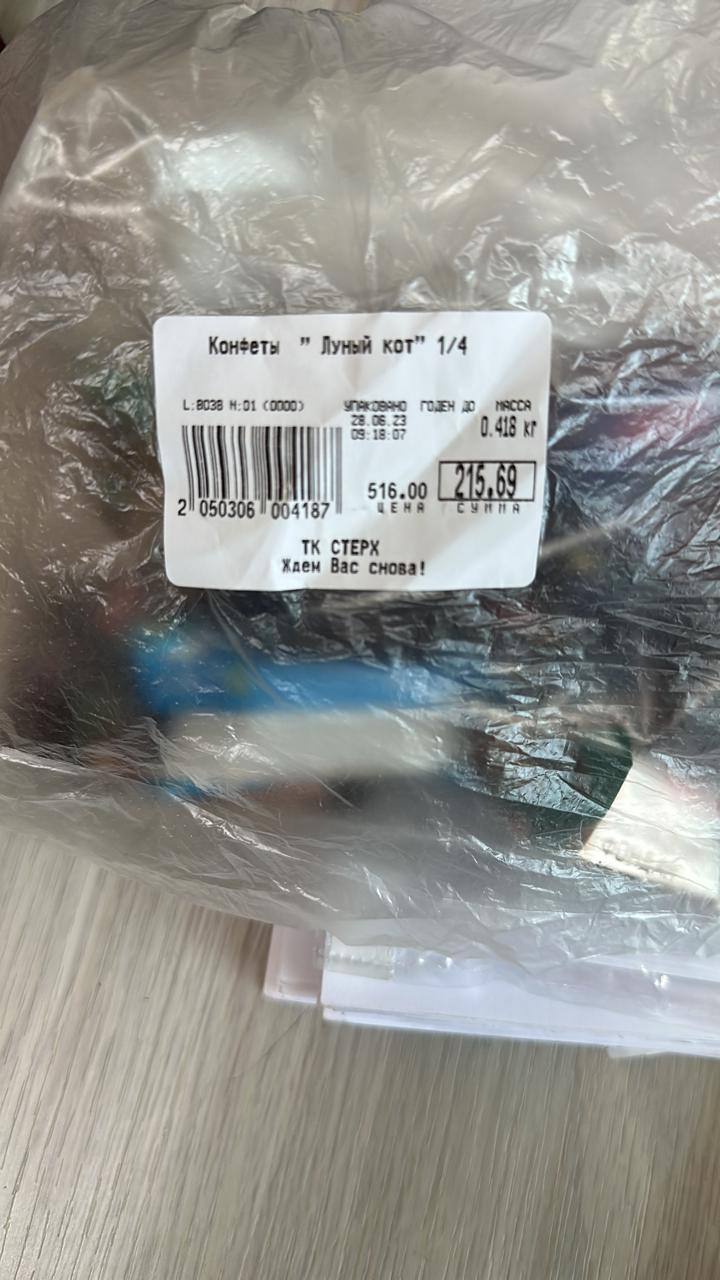 Конфеты " Луный кот" 1/4
L:8038 M:01 (0000) УПАКОВАНО ГОДЕН ДО МАССА
28.06.23 0.418 кг
09:18:07
516.00 215.69
ЦЕНА СУММА
2 050306 004187
ТК СТЕРХ
Ждем Вас снова!